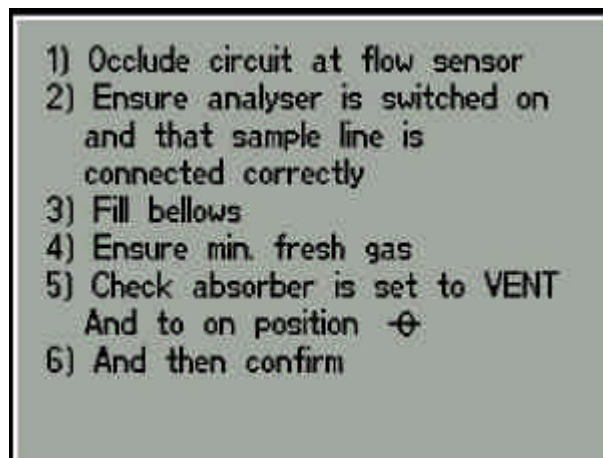 1) Occlude circuit at flow sensor
2) Ensure analyser is switched on
and that sample line is
connected correctly
3) Fill bellows
4) Ensure min. fresh gas
5) Check absorber is set to VENT
And to on position
6) And then confirm